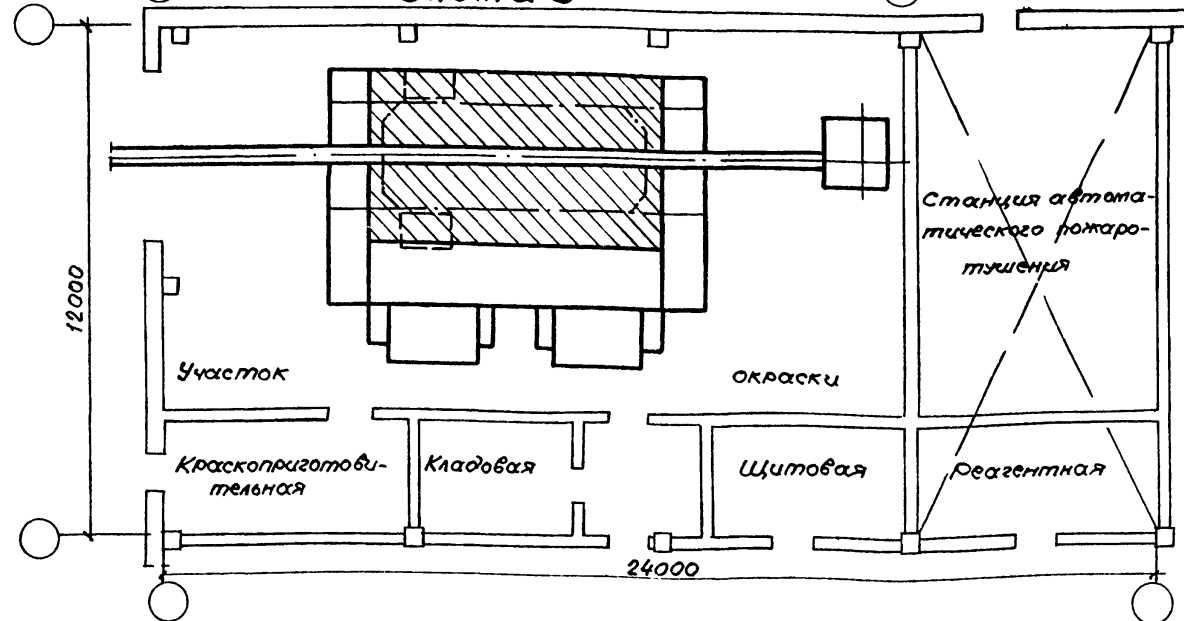 Станция автома-
тического пожаро-
тушения
12000
Участок
окраски
Краскоприготови-
тельная
Кладовая
Щитовая
Реагентная
24000